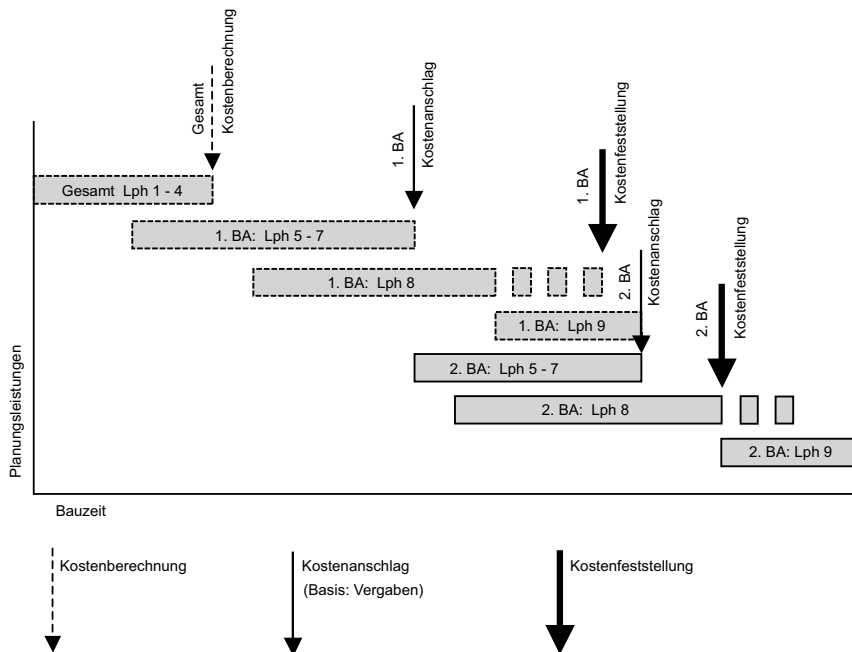 Gesamt
Kostenberechnung
1. BA
Kostenanschlag
1. BA
Kostenfeststellung
Gesamt Lph 1 - 4
1. BA: Lph 5 - 7
2. BA
Kostenanschlag
1. BA: Lph 8
2. BA
Kostenfeststellung
1. BA: Lph 9
2. BA: Lph 5 - 7
2. BA: Lph 8
2. BA: Lph 9
Planungsleistungen
Bauzeit
Kostenberechnung
Kostenanschlag
(Basis: Vergaben)
Kostenfeststellung